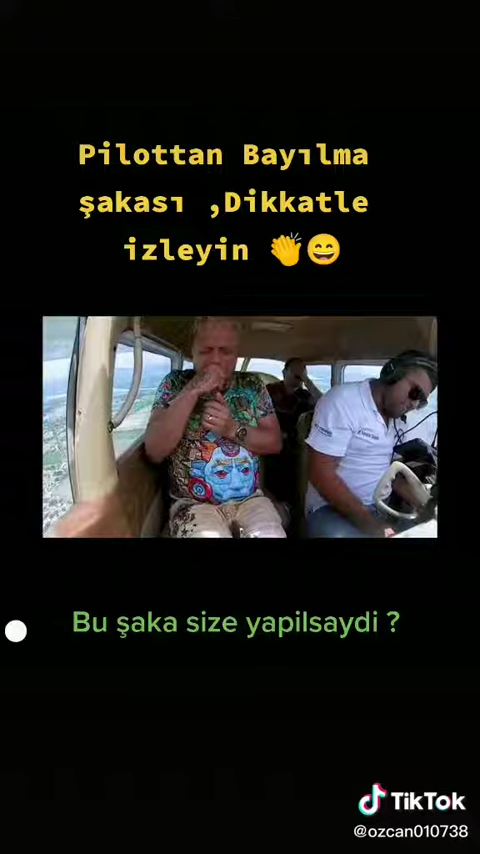 Pilottan Bayılma
şakası ,Dikkatle
izleyin 👏😄
Bu şaka size yapilsaydi ?
TikTok
@ozcan010738